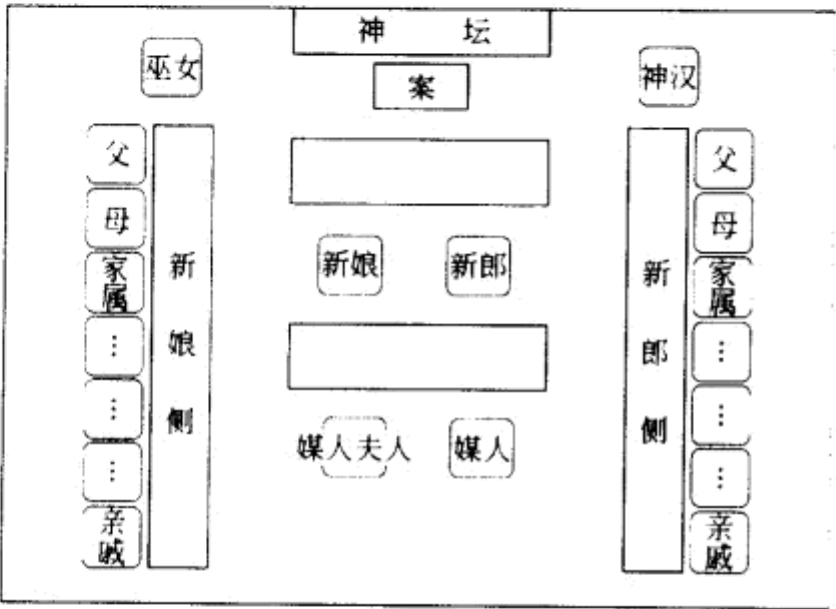 神 坛
巫女
案
神汉
父
母
家属
…
…
…
亲戚
新娘侧
新娘
新郎
媒人夫人
媒人
新郎侧
父
母
家属
…
…
…
亲戚